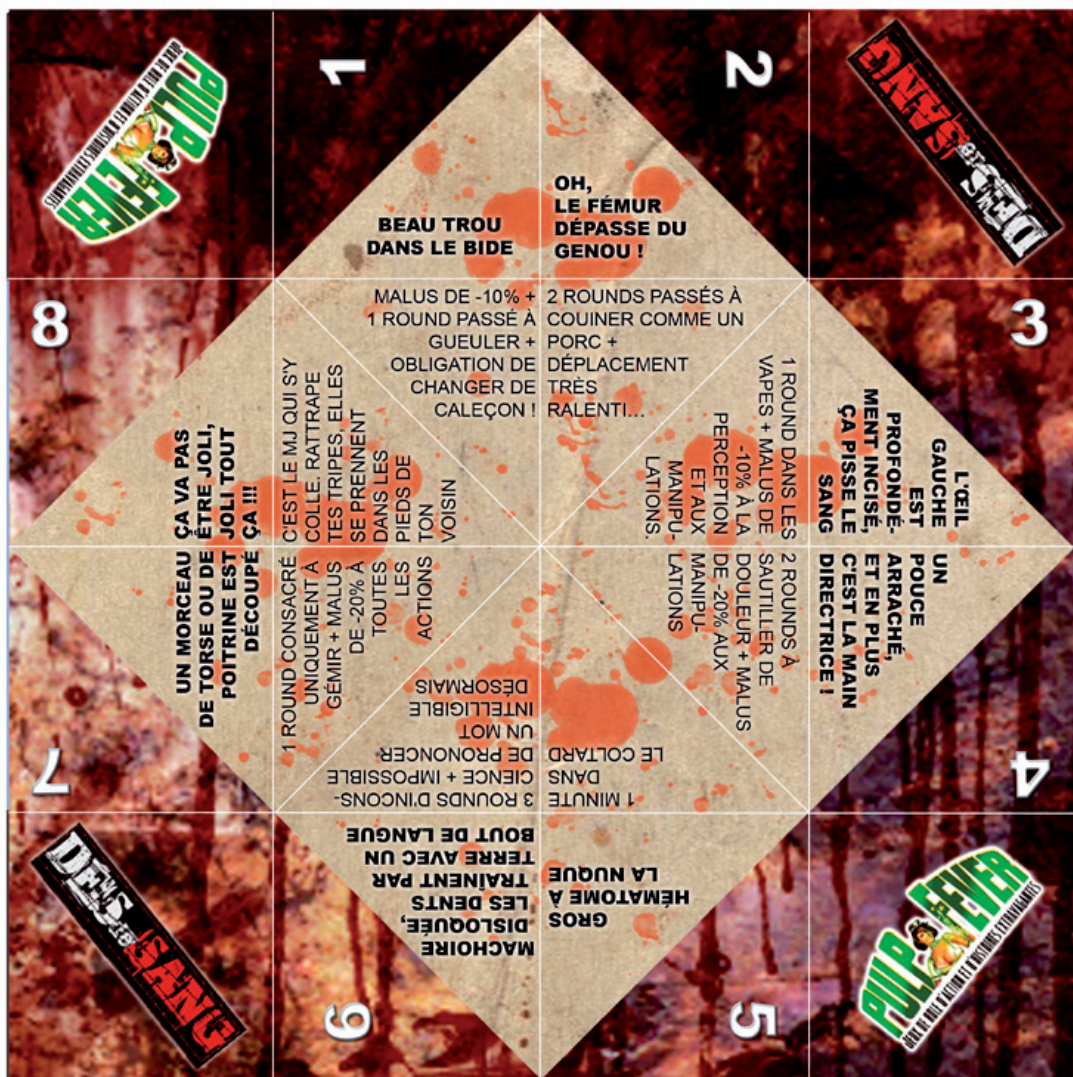 PULP FEVER
1
BEAU TROU
DANS LE BIDE
MALUS DE -10% +
1 ROUND PASSÉ À
GUEULER +
OBLIGATION DE
CHANGER DE
CALEÇON !
2
OH,
LE FÉMUR
DÉPASSE DU
GENOU !
2 ROUNDS PASSÉS À
COUINER COMME UN
PORC +
DÉPLACEMENT
TRÈS
RALENTI...
SANG
3
L'ŒIL
GAUCHE
EST
PROFONDÉ-
MENT INCISÉ,
ÇA PISSE LE
SANG
1 ROUND DANS LES
VAPES + MALUS DE
-10% À LA
PERCEPTION
ET AUX
MANIPU-
LATIONS.
4
UN
POUCE
ARRACHÉ,
ET EN PLUS
C'EST LA MAIN
DIRECTRICE !
2 ROUNDS À
SAUTILLER DE
DOULEUR + MALUS
DE -20% AUX
MANIPU-
LATIONS
PULP FEVER
JEUX DE RÔLE D'ACTION ET D'HISTOIRES EXTRAVAGANTES
5
GROS
HÉMATOME À
LA NUQUE
1 MINUTE
DANS
LE COLTARD
6
MACHOIRE
DISLOQUÉE,
LES DENTS
TRAÎNENT PAR
TERRE AVEC UN
BOUT DE LANGUE
3 ROUNDS D'INCONS-
CIENCE + IMPOSSIBLE
DE PRONONCER
UN MOT
INTELLIGIBLE
DÉSORMAIS
SANG
7
UN MORCEAU
DE TORSE OU DE
POITRINE EST
DÉCOUPÉ
1 ROUND CONSACRÉ
UNIQUEMENT À
GÉMIR + MALUS
DE -20% À
TOUTES
LES
ACTIONS
8
ÇA VA PAS
ÊTRE JOLI,
JOLI TOUT
ÇA !!!
C'EST LE MJ QUI S'Y
COLLE. RATTRAPE
TES TRIPES, ELLES
SE PRENNENT
DANS LES
PIEDS DE
TON
VOISIN